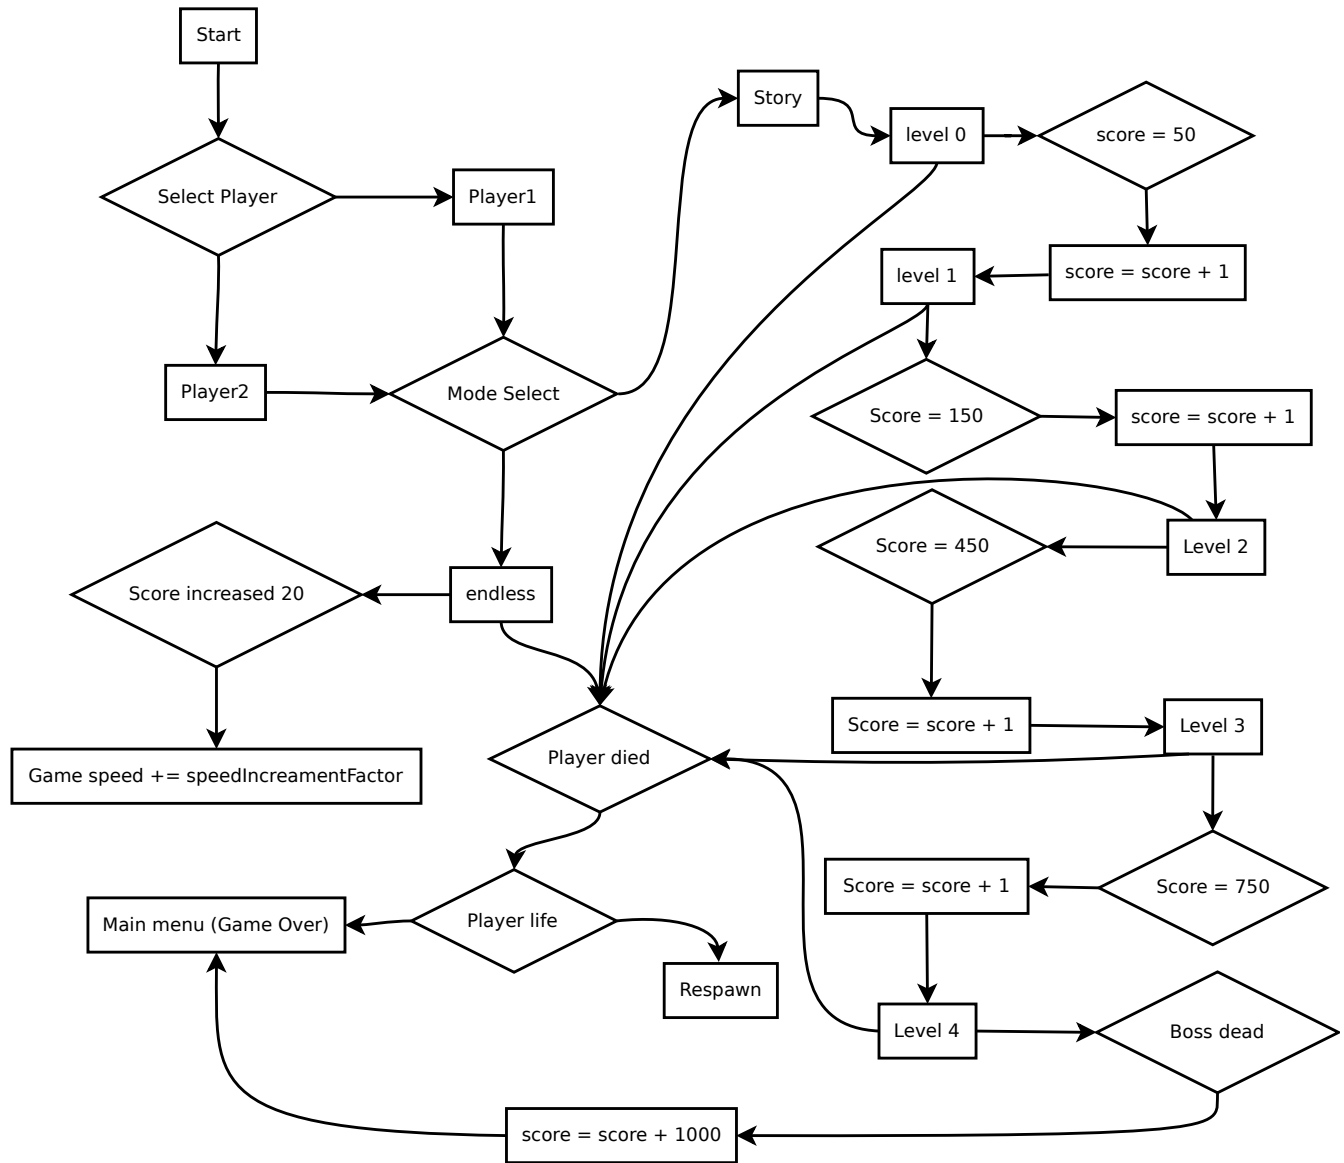 Start
Story
level 0
score = 50
Select Player
Player1
level 1
score = score + 1
Player2
Mode Select
Score = 150
score = score + 1
Score = 450
Level 2
Score increased 20
endless
Score = score + 1
Level 3
Player died
Game speed += speedIncreamentFactor
Score = score + 1
Score = 750
Main menu (Game Over)
Player life
Respawn
Level 4
Boss dead
score = score + 1000